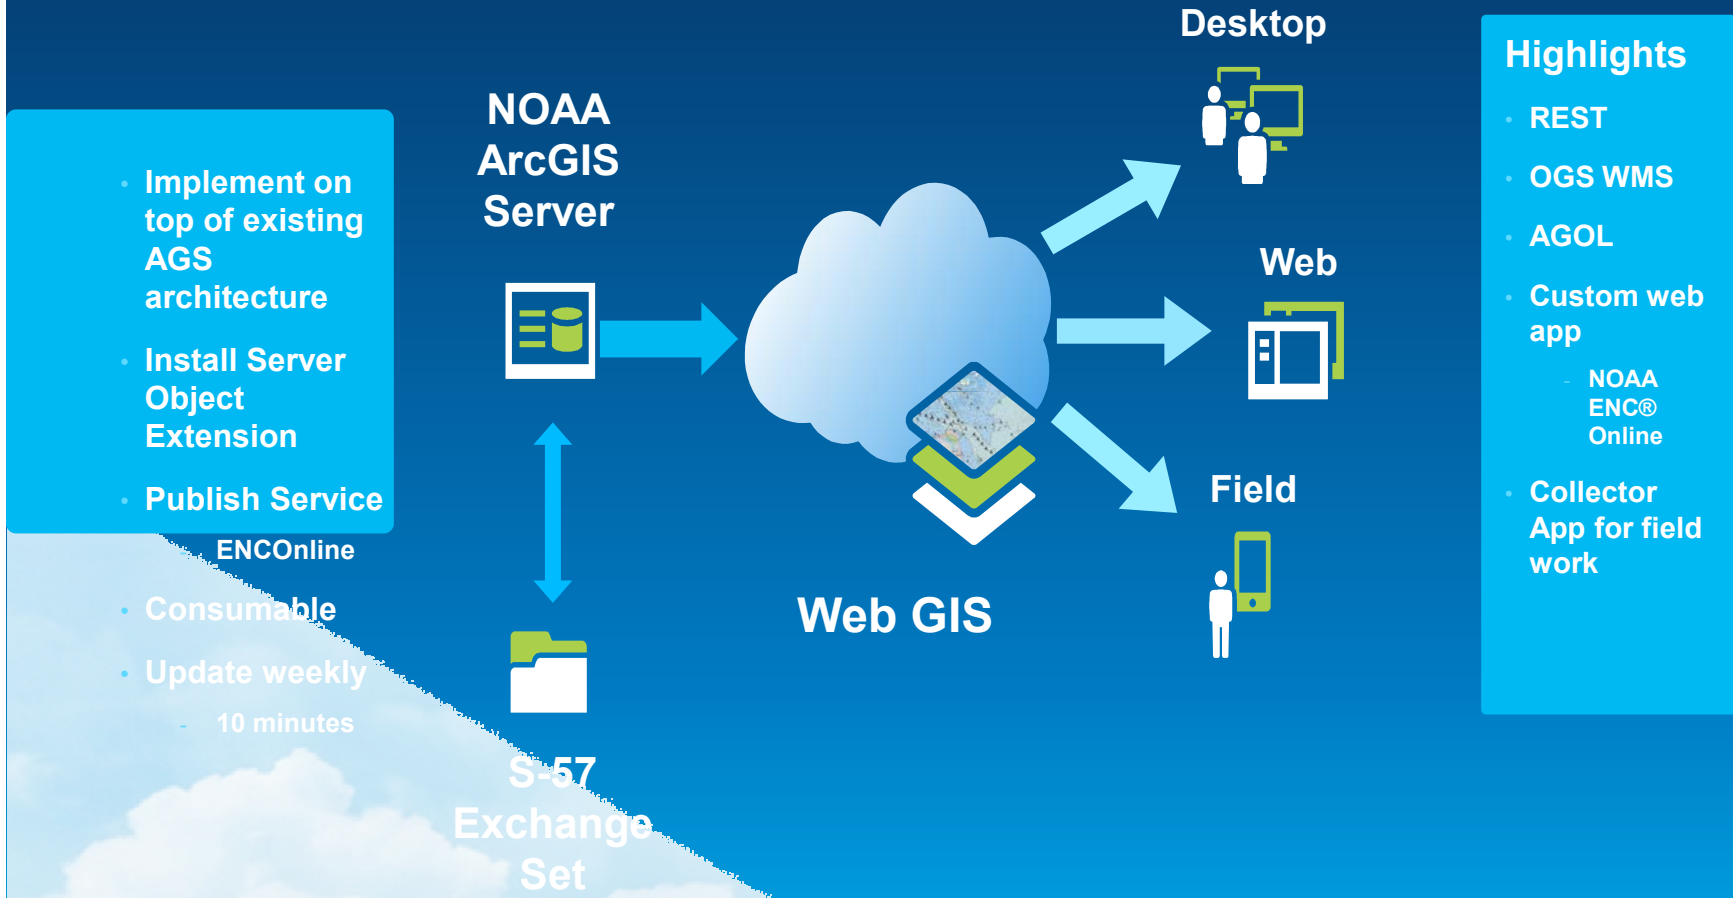 Implement on
top of existing
AGS
architecture
Install Server
Object
Extension
Publish Service
- ENCOnline
Consumable
Update weekly
- 10 minutes
NOAA
ArcGIS
Server
S-57
Exchange
Set
Web GIS
Desktop
Web
Field
Highlights
REST
OGS WMS
AGOL
Custom web
app
- NOAA
ENC®
Online
Collector
App for field
work